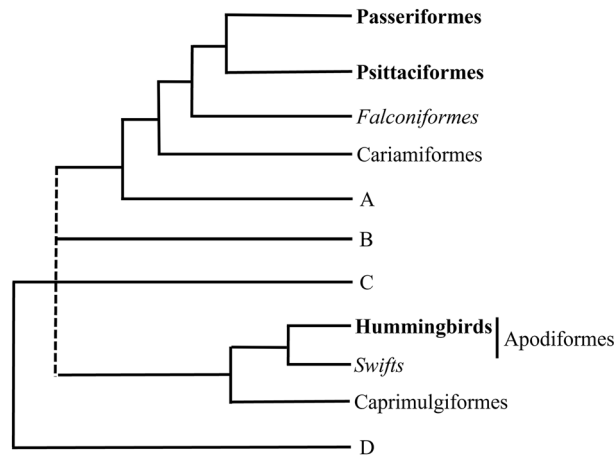 Passeriformes
Psittaciformes
Falconiformes
Cariamiformes
A
B
C
Hummingbirds
Apodiformes
Swifts
Caprimulgiformes
D